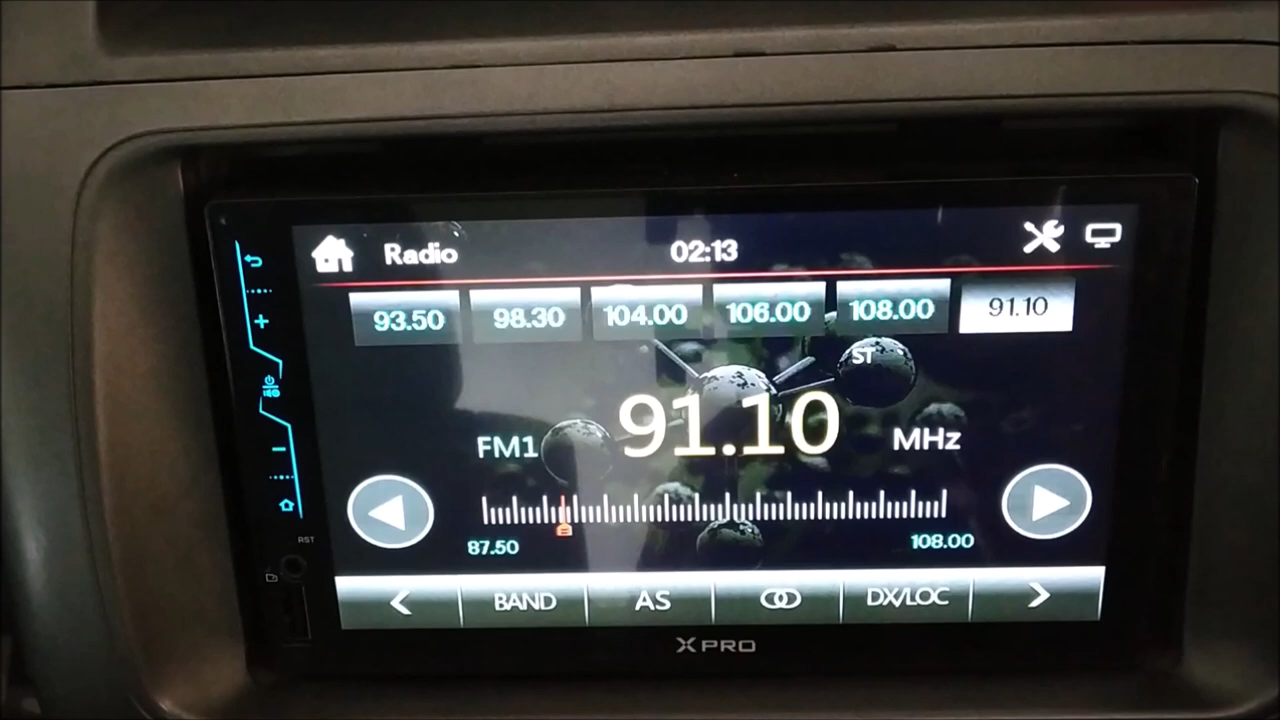 Radio 02:13
93.50 98.30 104.00 106.00 108.00 91.10
ST
FM1 91.10 MHz
87.50 108.00
RST
BAND AS DX/LOC
XPRO